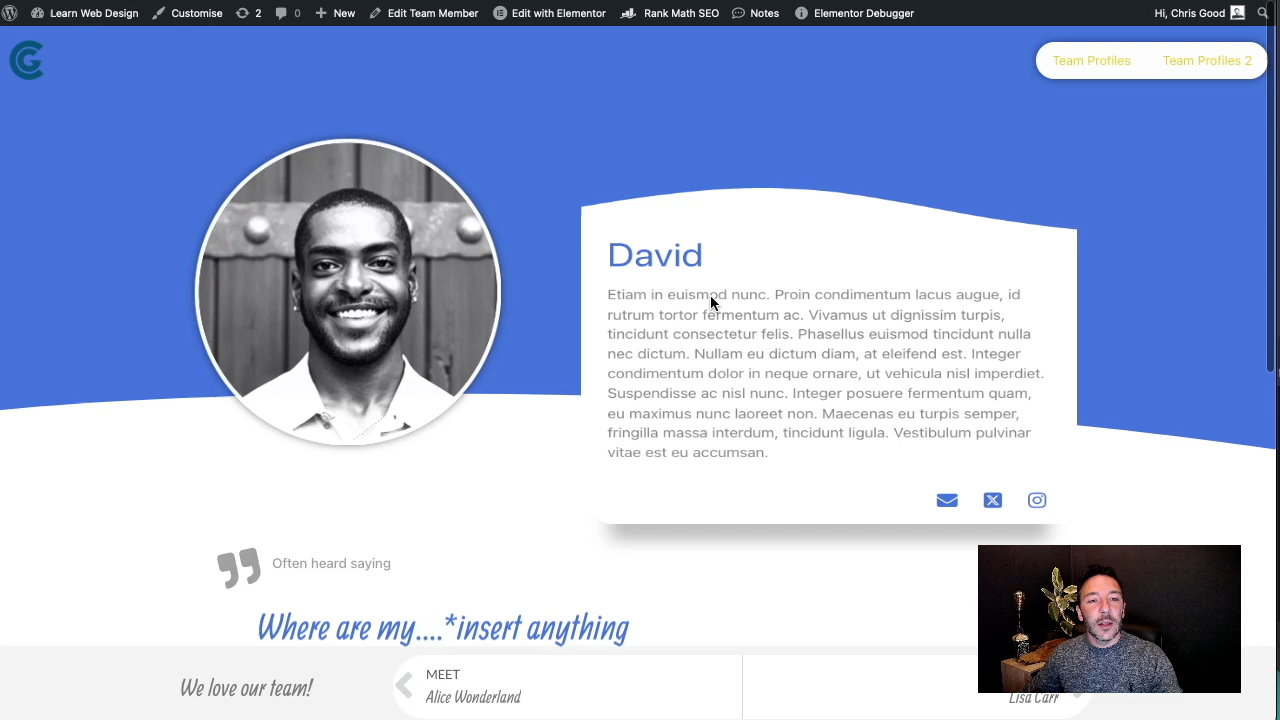 Learn Web Design Customise 2 0 New Edit Team Member Edit with Elementor Rank Math SEO Notes Elementor Debugger Hi, Chris Good
Team Profiles Team Profiles 2
David
Etiam in euismod nunc. Proin condimentum lacus augue, id
rutrum tortor fermentum ac. Vivamus ut dignissim turpis,
tincidunt consectetur felis. Phasellus euismod tincidunt nulla
nec dictum. Nullam eu dictum diam, at eleifend est. Integer
condimentum dolor in neque ornare, ut vehicula nisl imperdiet.
Suspendisse ac nisl nunc. Integer posuere fermentum quam,
eu maximus nunc laoreet non. Maecenas eu turpis semper,
fringilla massa interdum, tincidunt ligula. Vestibulum pulvinar
vitae est eu accumsan.
Often heard saying
Where are my....*insert anything
We love our team!
MEET
Alice Wonderland
Lisa Carr